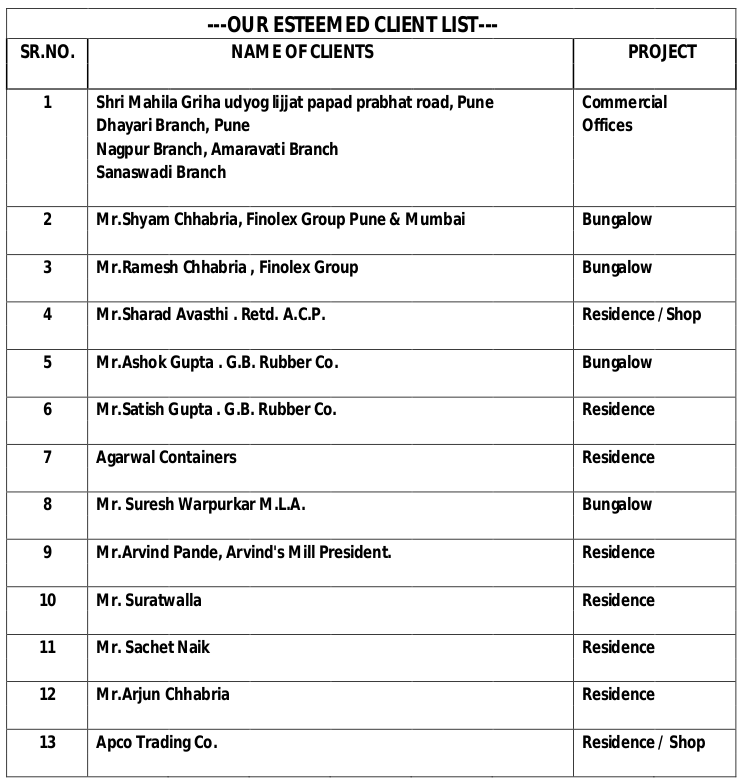 ---OUR ESTEEMED CLIENT LIST---
SR.NO. NAME OF CLIENTS PROJECT
1 Shri Mahila Griha udyog lijjat papad prabhat road, Pune Commercial
Dhayari Branch, Pune Offices
Nagpur Branch, Amaravati Branch
Sanaswadi Branch
2 Mr.Shyam Chhabria, Finolex Group Pune & Mumbai Bungalow
3 Mr.Ramesh Chhabria , Finolex Group Bungalow
4 Mr.Sharad Avasthi . Retd. A.C.P. Residence / Shop
5 Mr.Ashok Gupta . G.B. Rubber Co. Bungalow
6 Mr.Satish Gupta . G.B. Rubber Co. Residence
7 Agarwal Containers Residence
8 Mr. Suresh Warpurkar M.L.A. Bungalow
9 Mr.Arvind Pande, Arvind's Mill President. Residence
10 Mr. Suratwalla Residence
11 Mr. Sachet Naik Residence
12 Mr.Arjun Chhabria Residence
13 Apco Trading Co. Residence / Shop